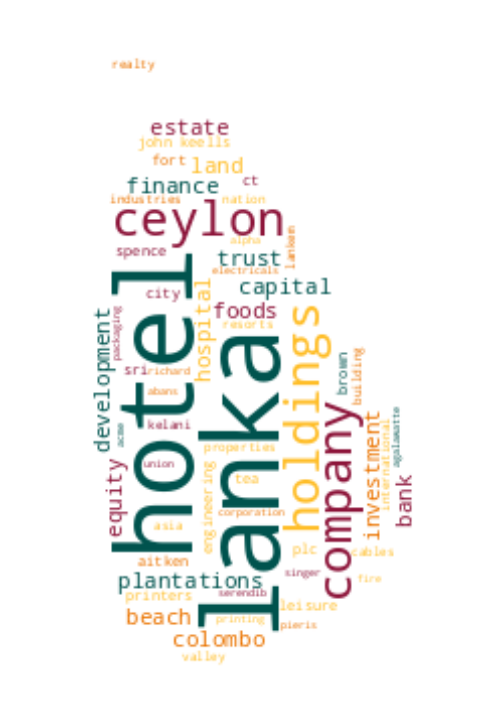 realty
estate
john keells
fort
land
finance
ct
industries
nation
ceylon
alpha
lankem
spence
trust
electricals
city
capital
hotel
hospital
foods
resorts
packaging
development
sri
richard
lanka
holdings
brown
building
abans
acme
kelani
company
investment
international
agalawatte
properties
equity
union
engineering
tea
bank
corporation
asia
plc
cables
aitken
singer
fire
plantations
printers
serendib
leisure
beach
printing
pieris
colombo
valley